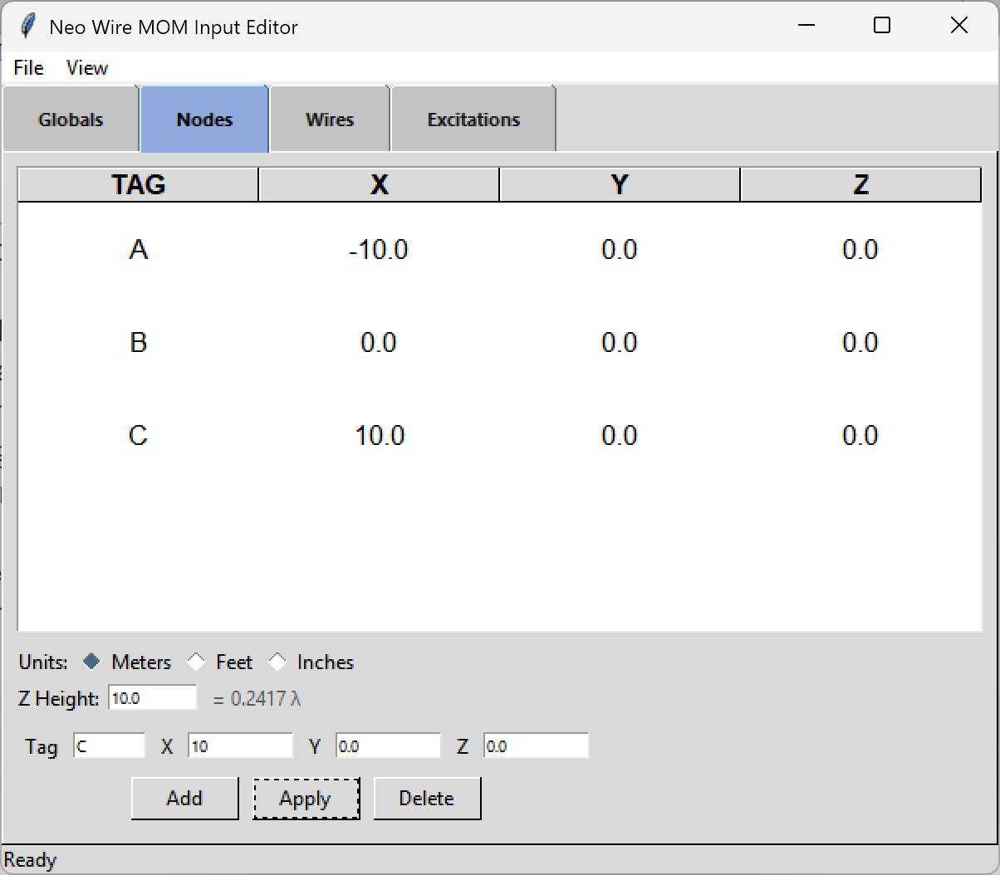 Neo Wire MOM Input Editor
File View
Globals Nodes Wires Excitations
TAG X Y Z
A -10.0 0.0 0.0
B 0.0 0.0 0.0
C 10.0 0.0 0.0
Units: Meters Feet Inches
Z Height: 10.0 = 0.2417 λ
Tag C X 10 Y 0.0 Z 0.0
Add Apply Delete
Ready